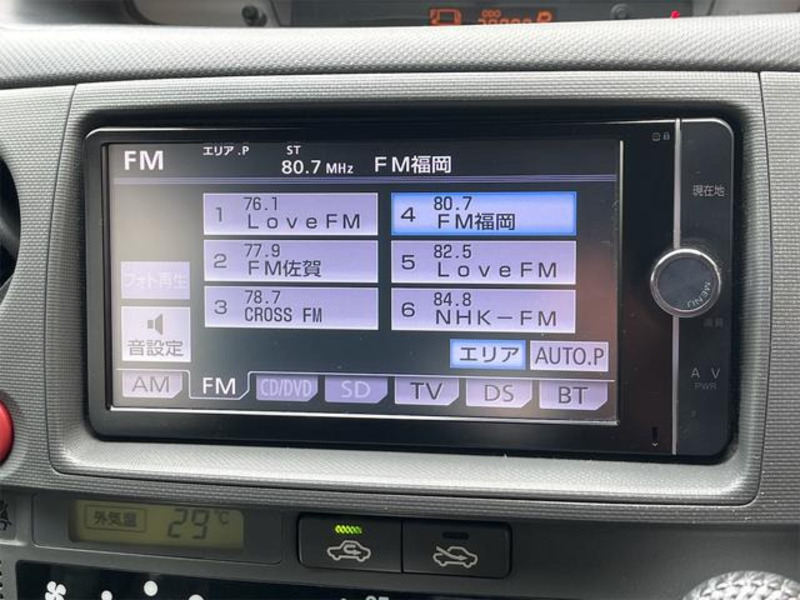 ODO
FM エリア.P ST 80.7 MHz FM福岡
現在地
1 76.1 LoveFM
4 80.7 FM福岡
2 77.9 FM佐賀
5 82.5 LoveFM
3 78.7 CROSS FM
6 84.8 NHK-FM
MENU
フォト再生
音設定
エリア AUTO.P
AM FM CD/DVD SD TV DS BT
AV
PWR
外気温 29℃